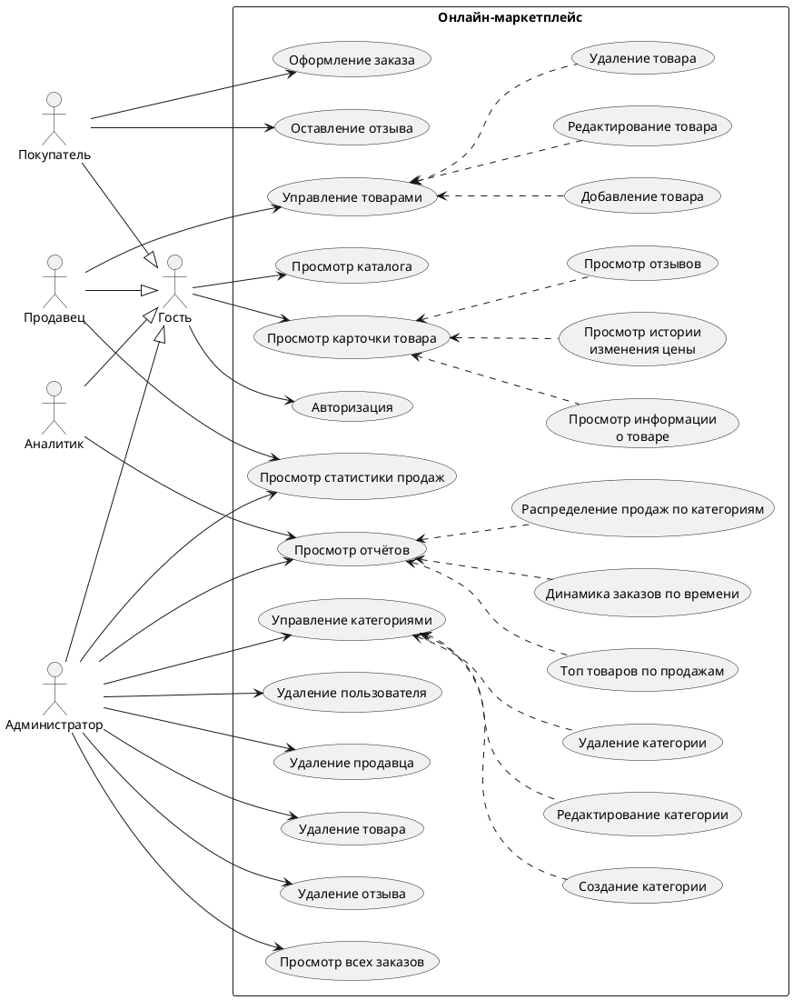 Онлайн-маркетплейс
Оформление заказа
Удаление товара
Оставление отзыва
Редактирование товара
Покупатель
Управление товарами
Добавление товара
Просмотр каталога
Просмотр отзывов
Продавец
Гость
Просмотр карточки товара
Просмотр истории
изменения цены
Авторизация
Просмотр информации
о товаре
Аналитик
Просмотр статистики продаж
Распределение продаж по категориям
Просмотр отчётов
Динамика заказов по времени
Управление категориями
Топ товаров по продажам
Администратор
Удаление пользователя
Удаление категории
Удаление продавца
Редактирование категории
Удаление товара
Удаление отзыва
Создание категории
Просмотр всех заказов